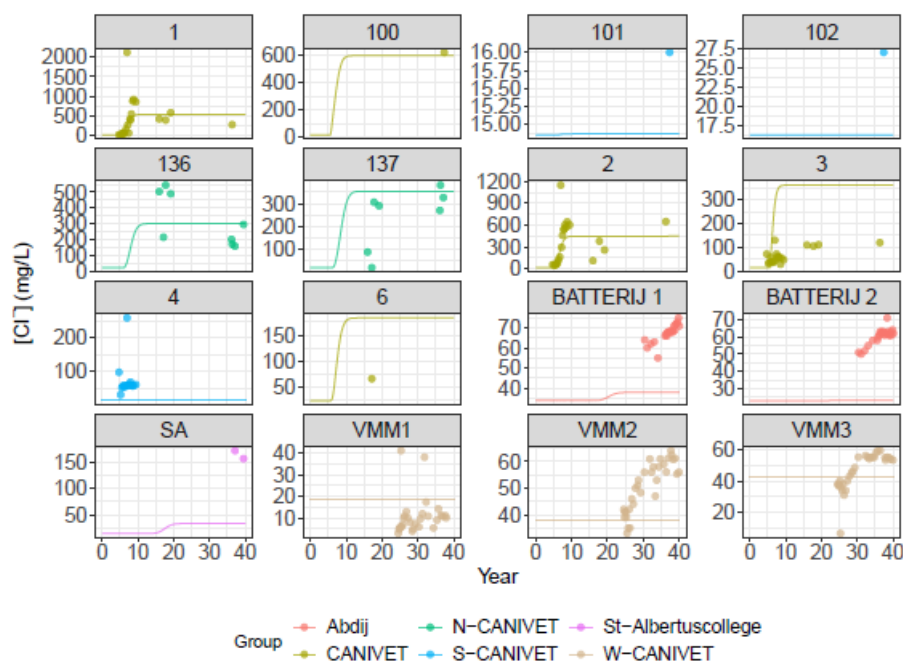 1 100 101 102
2000 1500 1000 500 0
600 400 200 0
16.00 15.75 15.50 15.25 15.00
27.5 25.0 22.5 20.0 17.5
136 137 2 3
500 400 300 200 100
300 200 100
1200 900 600 300 0
300 200 100
4 6 BATTERIJ 1 BATTERIJ 2
200 100
150 100 50
70 60 50 40
70 60 50 40 30
SA VMM1 VMM2 VMM3
150 100 50
40 30 20 10
60 50 40
60 40 20
0 10 20 30 40 0 10 20 30 40 0 10 20 30 40 0 10 20 30 40
[Cl⁻] (mg/L)
Year
Group
Abdij N−CANIVET St−Albertuscollege
CANIVET S−CANIVET W−CANIVET